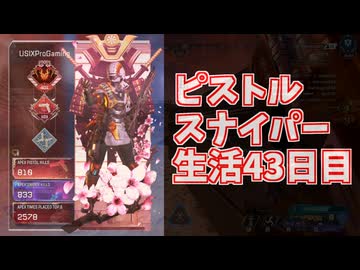 USIXProGaming
APEX PISTOL KILLS
810
APEX SNIPER KILLS
833
APEX TIMES PLACED TOP 5
2578
ピストル
スナイパー
生活43日目